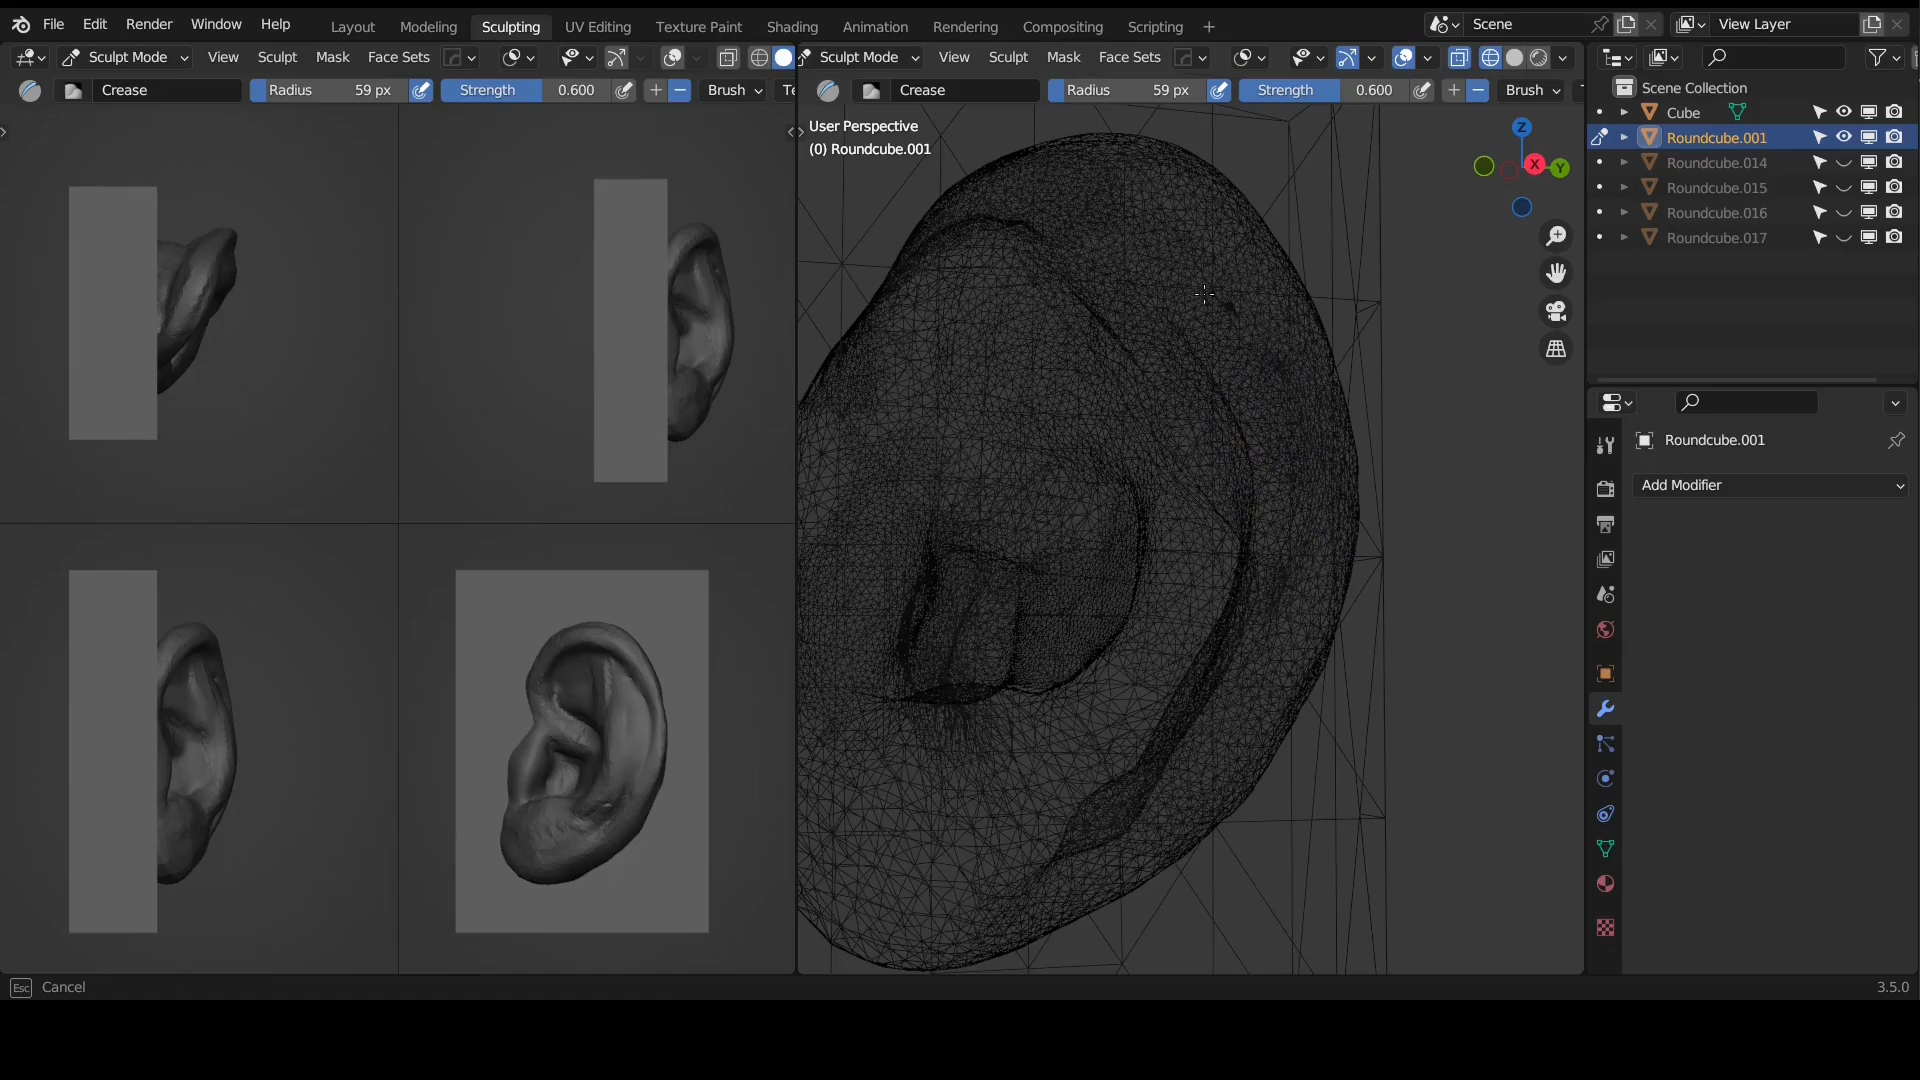 File Edit Render Window Help Layout Modeling Sculpting UV Editing Texture Paint Shading Animation Rendering Compositing Scripting + Scene View Layer
Sculpt Mode View Sculpt Mask Face Sets Sculpt Mode View Sculpt Mask Face Sets
Crease Radius 59 px Strength 0.600 Brush Te Crease Radius 59 px Strength 0.600 Brush
User Perspective
(0) Roundcube.001
Z
X
Y
Scene Collection
Cube
Roundcube.001
Roundcube.014
Roundcube.015
Roundcube.016
Roundcube.017
Roundcube.001
Add Modifier
Esc Cancel 3.5.0